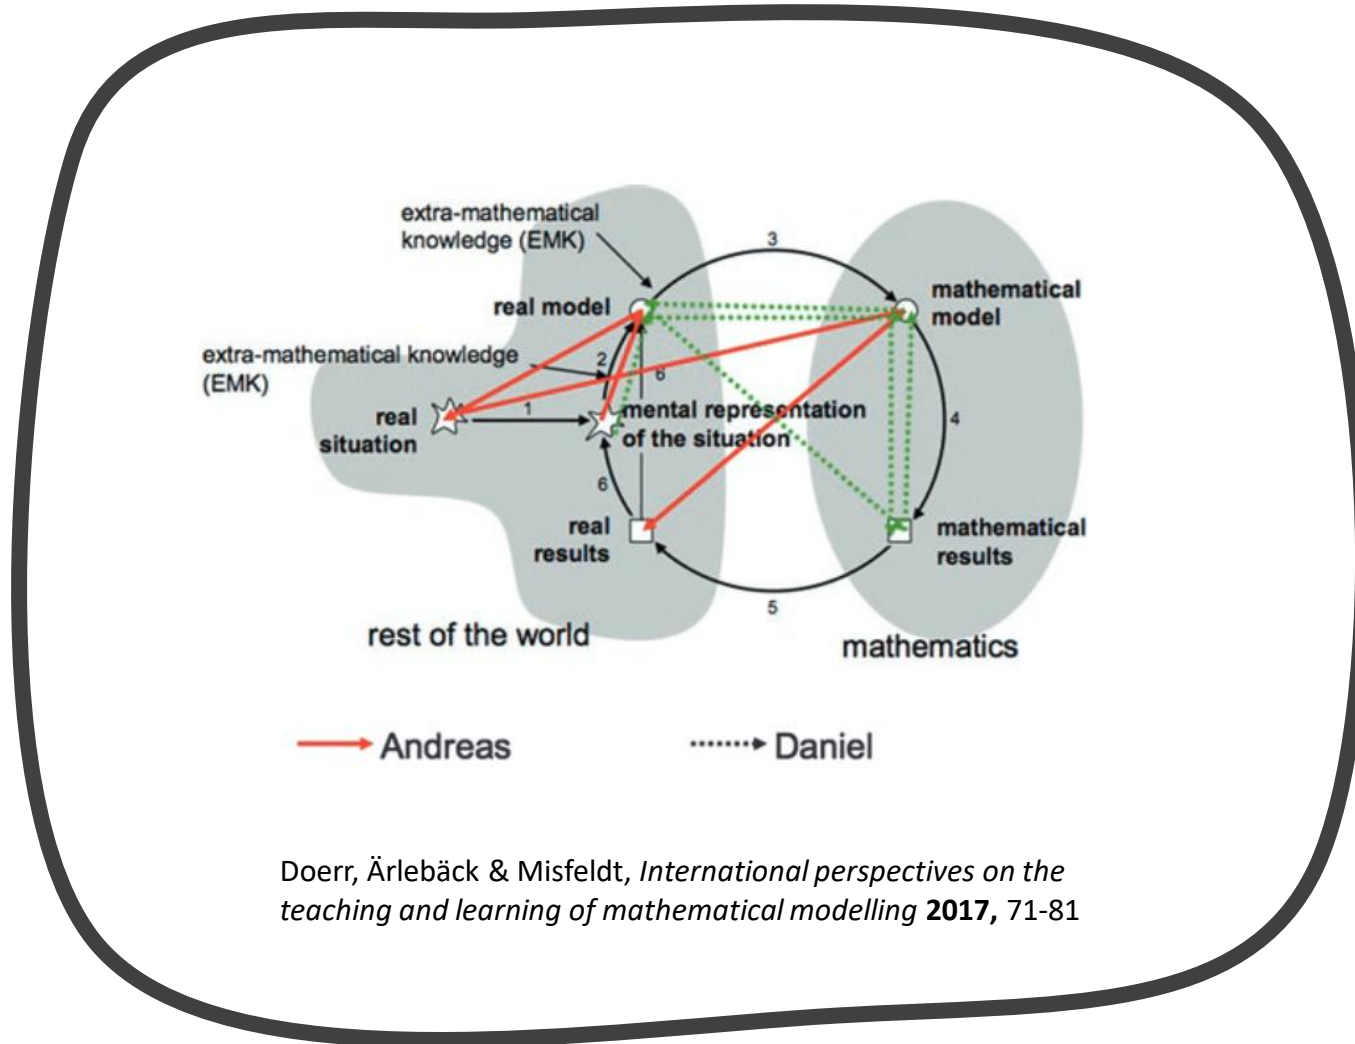 extra-mathematical
knowledge (EMK)
3
real model
mathematical
model
extra-mathematical knowledge
(EMK)
2
6
real
situation
1
mental representation
of the situation
4
6
real
results
mathematical
results
5
rest of the world
mathematics
Andreas
Daniel
Doerr, Ärlebäck & Misfeldt, International perspectives on the
teaching and learning of mathematical modelling 2017, 71-81